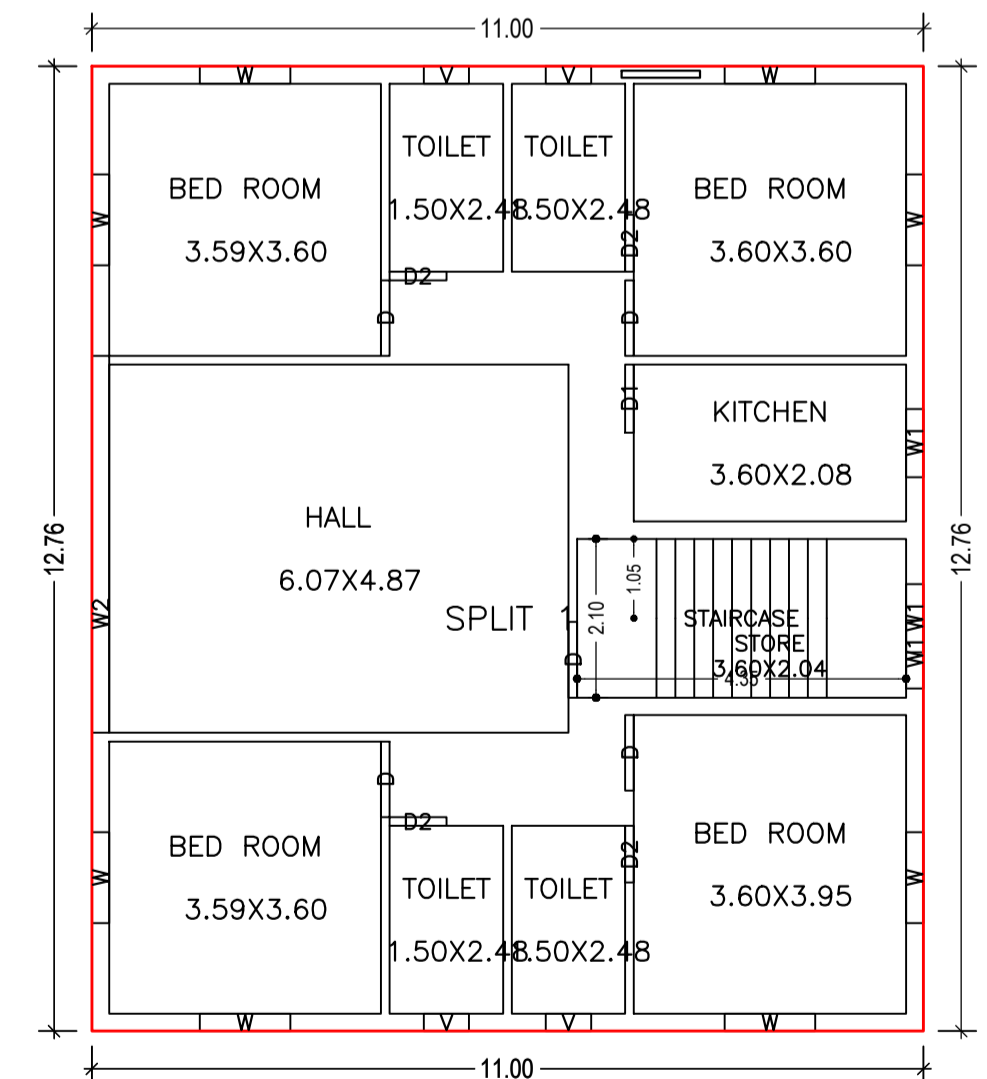 11.00
W
V
V
W
TOILET
TOILET
BED ROOM
BED ROOM
1.50X2.48
1.50X2.48
W
W
3.59X3.60
3.60X3.60
D2
D2
D
D
D1
KITCHEN
W1
3.60X2.08
HALL
12.76
12.76
6.07X4.87
1.05
2.10
W2
SPLIT 1
STAIRCASE
W1
STORE
W1
D
3.60X2.04
4.35
D
D
D2
D2
BED ROOM
BED ROOM
W
W
TOILET
TOILET
3.59X3.60
3.60X3.95
1.50X2.48
1.50X2.48
W
V
V
W
11.00